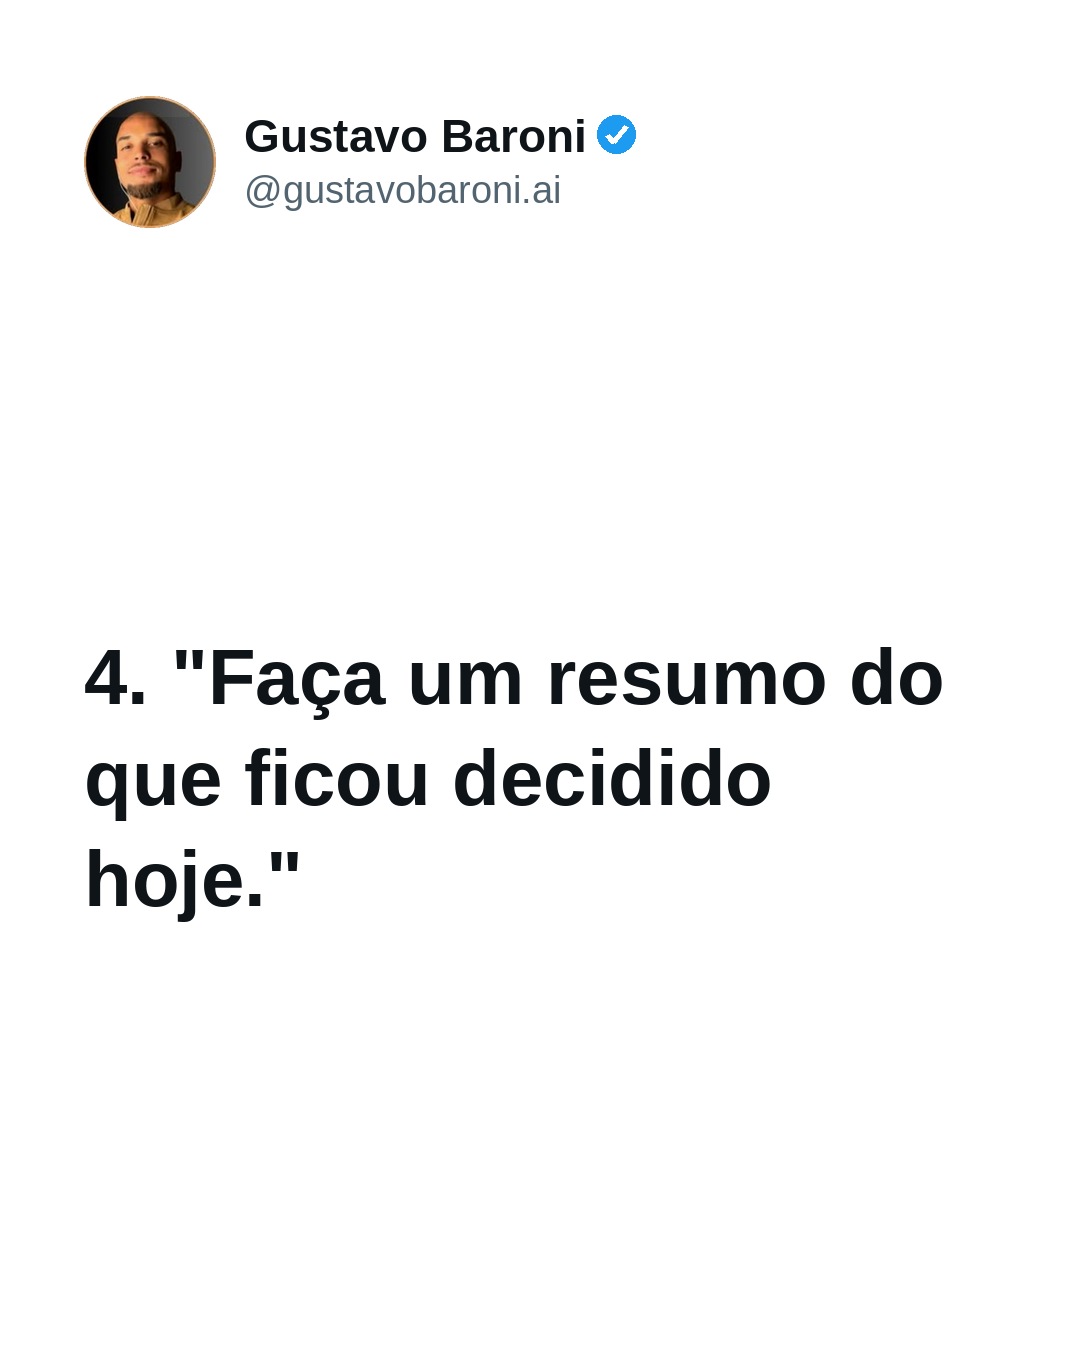 Gustavo Baroni
@gustavobaroni.ai
4. "Faça um resumo do
que ficou decidido
hoje."